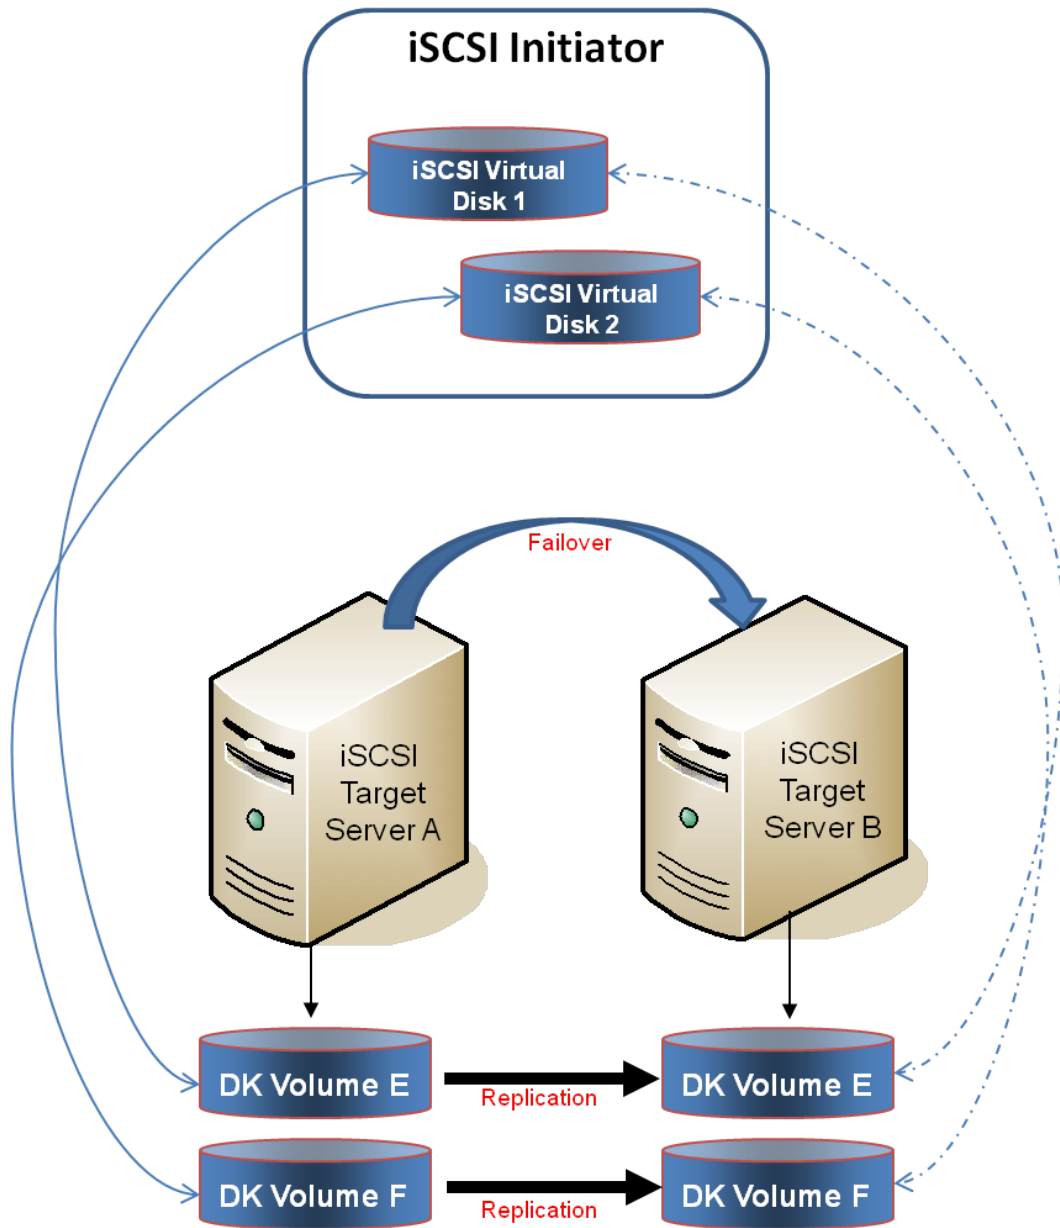 iSCSI Initiator
iSCSI Virtual
Disk 1
iSCSI Virtual
Disk 2
Failover
iSCSI
Target
Server A
iSCSI
Target
Server B
DK Volume E
Replication
DK Volume E
DK Volume F
Replication
DK Volume F